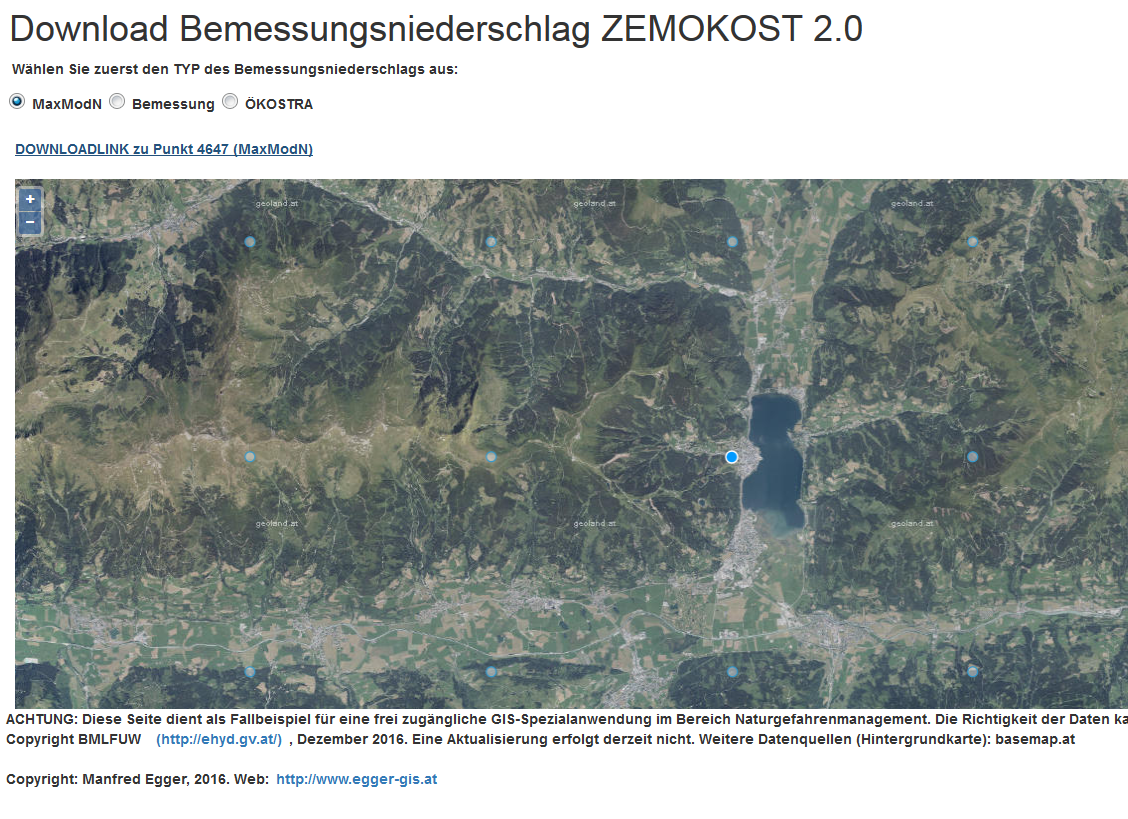 Download Bemessungsniederschlag ZEMOKOST 2.0
Wählen Sie zuerst den TYP des Bemessungsniederschlags aus:
MaxModN Bemessung ÖKOSTRA
DOWNLOADLINK zu Punkt 4647 (MaxModN)
+
−
geoland.at geoland.at geoland.at
geoland.at geoland.at geoland.at
ACHTUNG: Diese Seite dient als Fallbeispiel für eine frei zugängliche GIS-Spezialanwendung im Bereich Naturgefahrenmanagement. Die Richtigkeit der Daten ka
Copyright BMLFUW (http://ehyd.gv.at/) , Dezember 2016. Eine Aktualisierung erfolgt derzeit nicht. Weitere Datenquellen (Hintergrundkarte): basemap.at
Copyright: Manfred Egger, 2016. Web: http://www.egger-gis.at